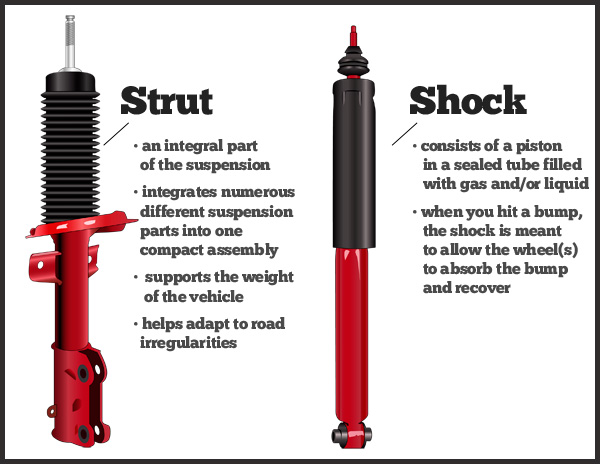 Strut
· an integral part
of the suspension
· integrates numerous
different suspension
parts into one
compact assembly
· supports the weight
of the vehicle
· helps adapt to road
irregularities
Shock
· consists of a piston
in a sealed tube filled
with gas and/or liquid
· when you hit a bump,
the shock is meant
to allow the wheel(s)
to absorb the bump
and recover